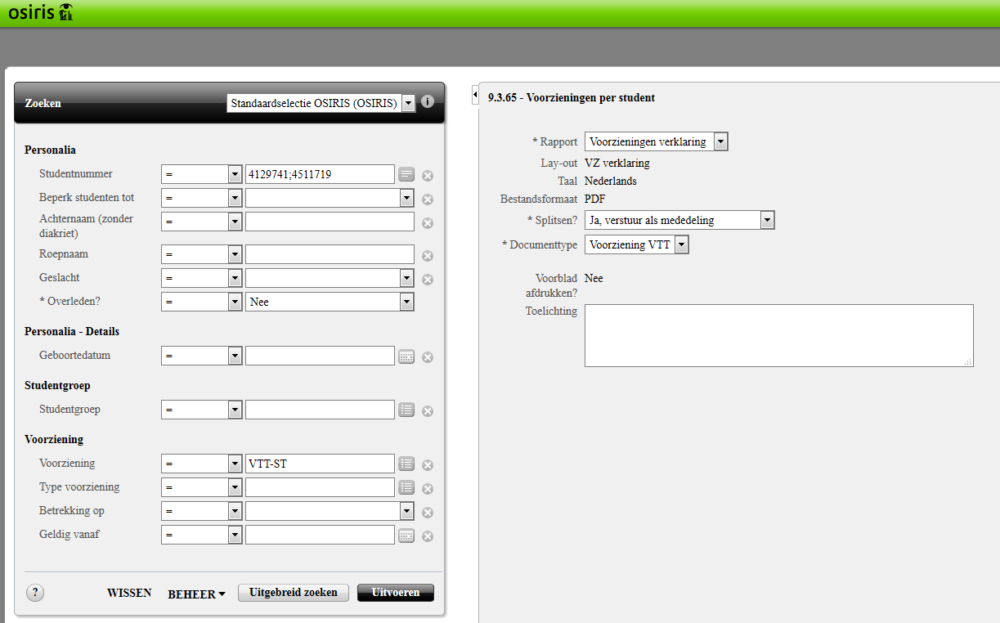 osiris
Zoeken
Standaardselectie OSIRIS (OSIRIS)
i
Personalia
Studentnummer = 4129741;4511719
Beperk studenten tot =
Achternaam (zonder
diakriet) =
Roepnaam =
Geslacht =
* Overleden? = Nee
Personalia - Details
Geboortedatum =
Studentgroep
Studentgroep =
Voorziening
Voorziening = VTT-ST
Type voorziening =
Betrekking op =
Geldig vanaf =
? WISSEN BEHEER Uitgebreid zoeken Uitvoeren
9.3.65 - Voorzieningen per student
* Rapport Voorzieningen verklaring
Lay-out VZ verklaring
Taal Nederlands
Bestandsformaat PDF
* Splitsen? Ja, verstuur als mededeling
* Documenttype Voorziening VTT
Voorblad
afdrukken? Nee
Toelichting